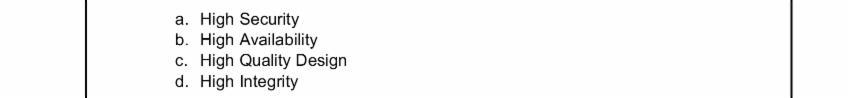 a. High Security
b. High Availability
c. High Quality Design
d. High Integrity